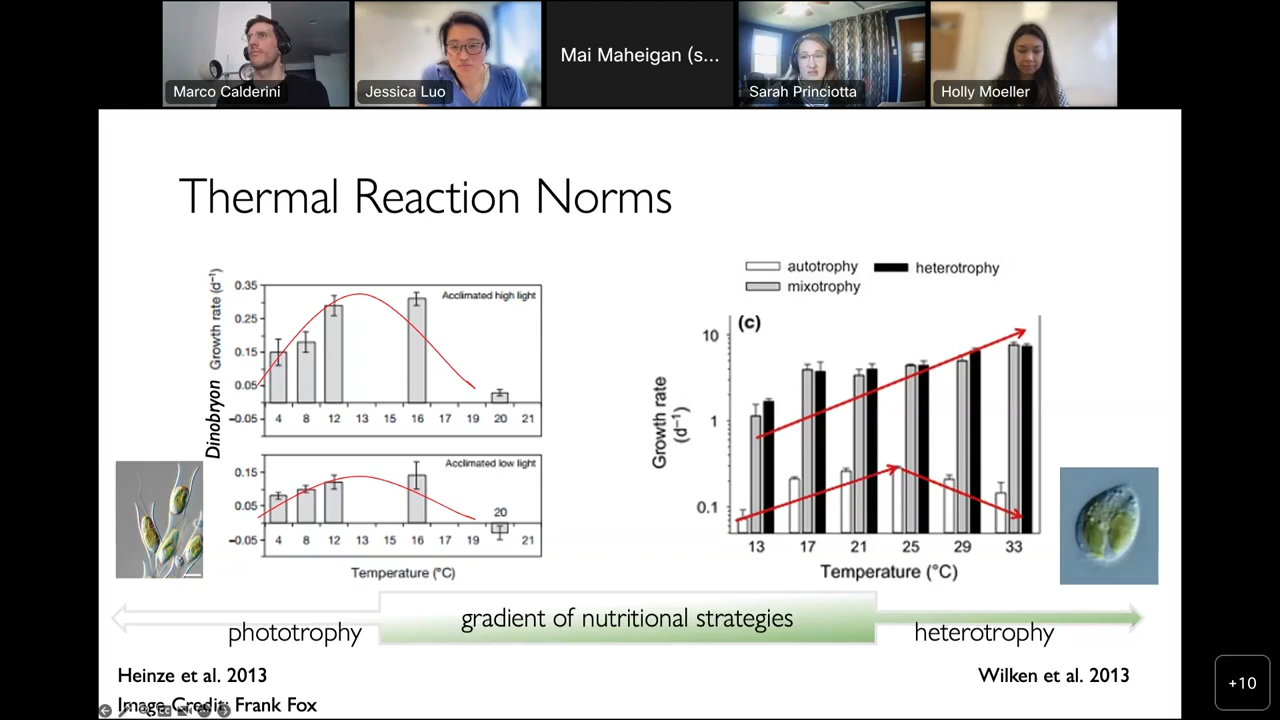 Marco Calderini
Jessica Luo
Mai Maheigan (s...
Sarah Princiotta
Holly Moeller
Thermal Reaction Norms
Dinobryon Growth rate (d⁻¹)
0.35
0.25
0.15
0.05
-0.05
Acclimated high light
4 8 12 13 15 16 17 19 20 21
0.15
0.05
-0.05
Acclimated low light
20
4 8 12 13 15 16 17 19 21
Temperature (°C)
autotrophy
heterotrophy
mixotrophy
(c)
Growth rate
(d⁻¹)
10
1
0.1
13 17 21 25 29 33
Temperature (°C)
gradient of nutritional strategies
phototrophy
heterotrophy
Heinze et al. 2013
Wilken et al. 2013
Image Credit: Frank Fox
+10